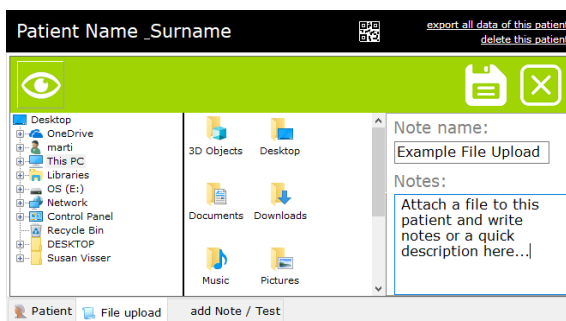 Patient Name _Surname
export all data of this patient
delete this patient
Desktop
OneDrive
marti
This PC
Libraries
OS (E:)
Network
Control Panel
Recycle Bin
DESKTOP
Susan Visser
3D Objects Desktop
Documents Downloads
Music Pictures
Note name:
Example File Upload
Notes:
Attach a file to this
patient and write
notes or a quick
description here...
Patient File upload add Note / Test